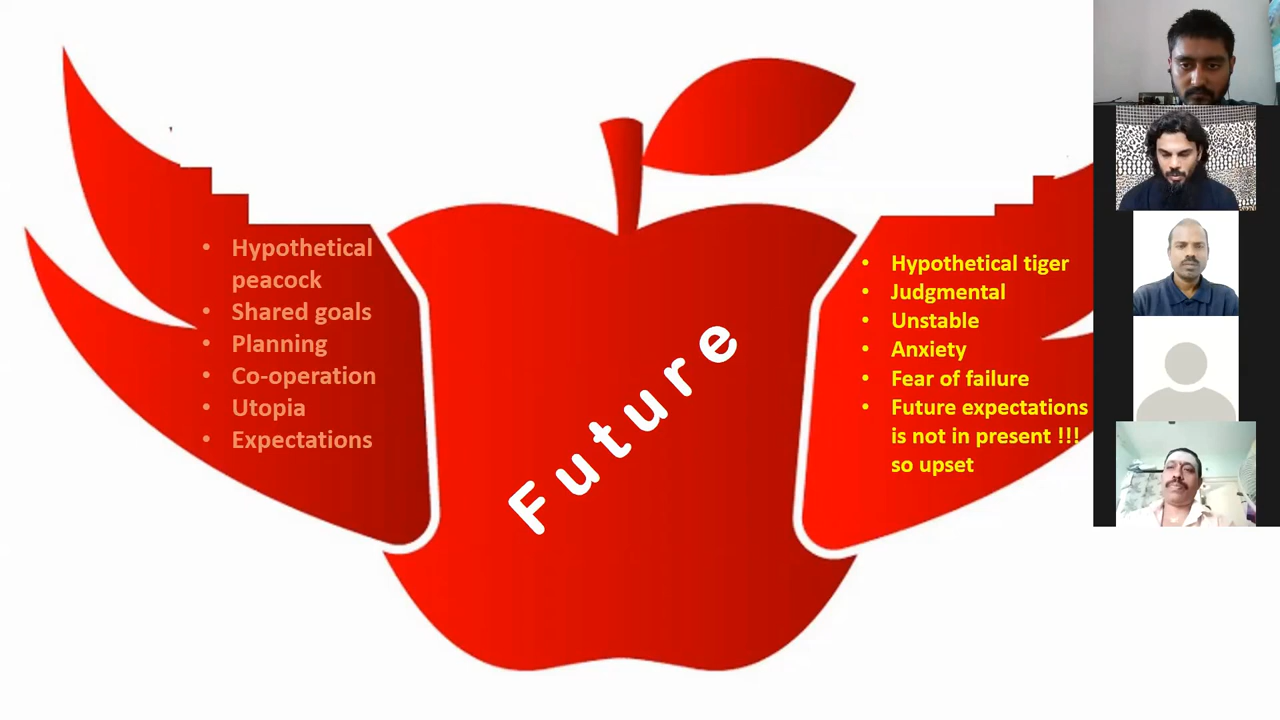 • Hypothetical
peacock
• Shared goals
• Planning
• Co-operation
• Utopia
• Expectations
Future
• Hypothetical tiger
• Judgmental
• Unstable
• Anxiety
• Fear of failure
• Future expectations
is not in present !!!
so upset